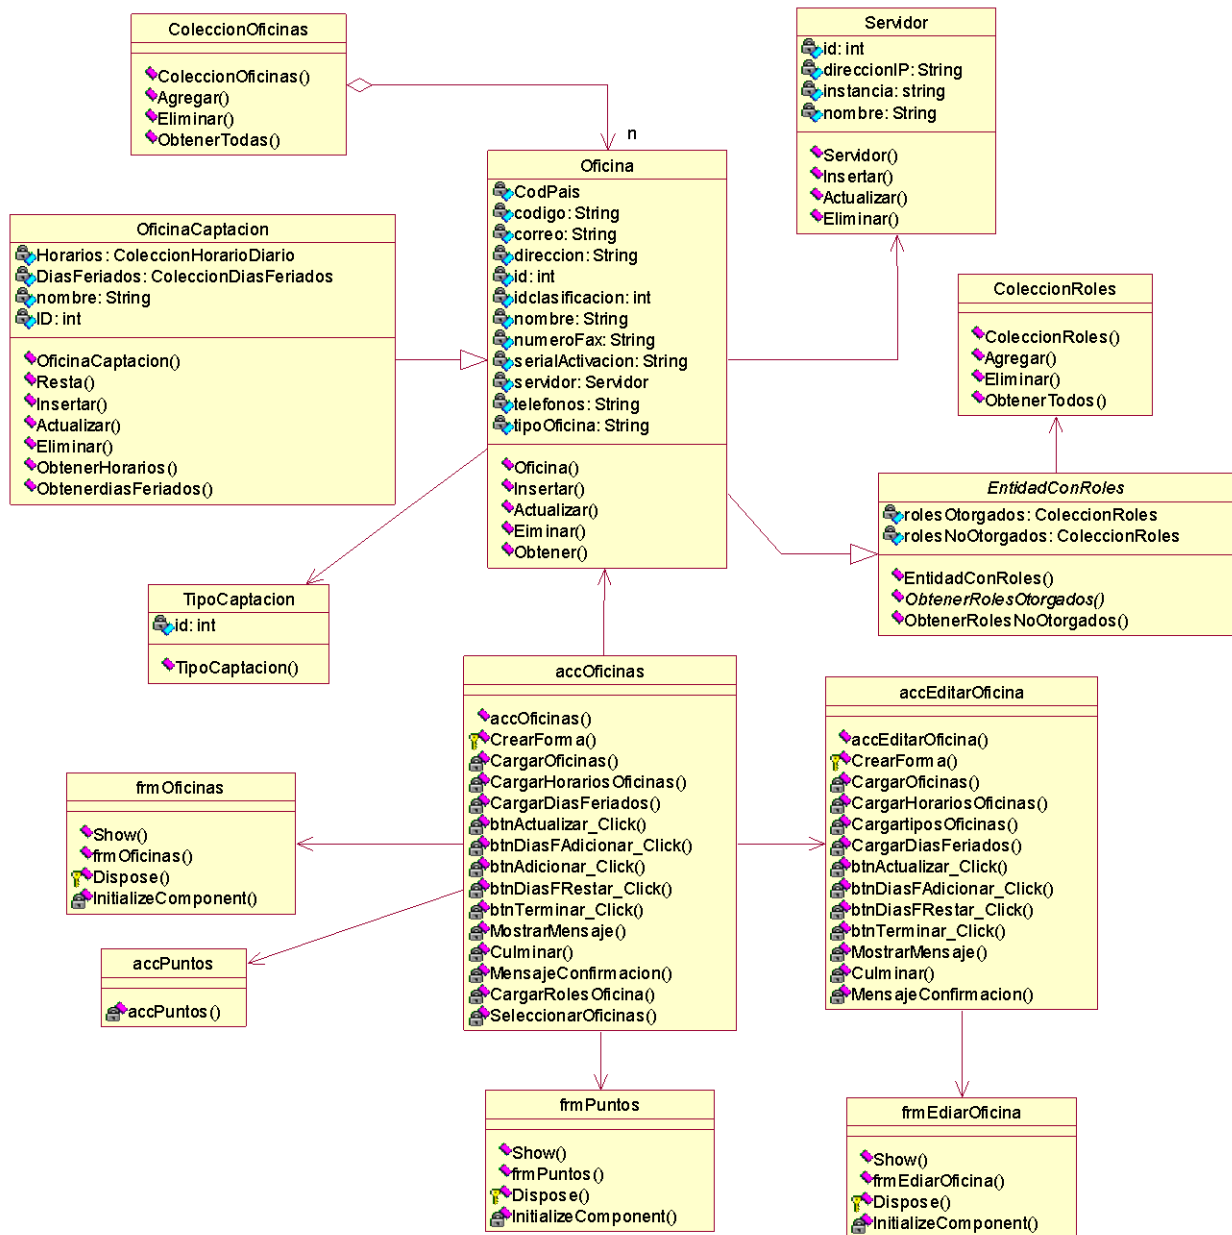 ColeccionOficinas
ColeccionOficinas()
Agregar()
Eliminar()
ObtenerTodas()
n
Servidor
id: int
direccionIP: String
instancia: string
nombre: String
Servidor()
Insertar()
Actualizar()
Eliminar()
OficinaCaptacion
Horarios : ColeccionHorarioDiario
DiasFeriados : ColeccionDiasFeriados
nombre: String
ID: int
OficinaCaptacion()
Resta()
Insertar()
Actualizar()
Eliminar()
ObtenerHorarios()
ObtenerdiasFeriados()
Oficina
CodPais
codigo: String
correo: String
direccion: String
id: int
idclasificacion: int
nombre: String
numeroFax: String
serialActivacion: String
servidor: Servidor
telefonos: String
tipoOficina: String
Oficina()
Insertar()
Actualizar()
Eiminar()
Obtener()
ColeccionRoles
ColeccionRoles()
Agregar()
Eliminar()
ObtenerTodos()
EntidadConRoles
rolesOtorgados : ColeccionRoles
rolesNoOtorgados : ColeccionRoles
EntidadConRoles()
ObtenerRolesOtorgados()
ObtenerRolesNoOtorgados()
TipoCaptacion
id: int
TipoCaptacion()
accOficinas
accOficinas()
CrearForma()
CargarOficinas()
CargarHorariosOficinas()
CargarDiasFeriados()
btnActualizar_Click()
btnDiasFAdicionar_Click()
btnAdicionar_Click()
btnDiasFRestar_Click()
btnTerminar_Click()
MostrarMensaje()
Culminar()
MensajeConfirmacion()
CargarRolesOficina()
SeleccionarOficinas()
accEditarOficina
accEditarOficina()
CrearForma()
CargarOficinas()
CargarHorariosOficinas()
CargartiposOficinas()
CargarDiasFeriados()
btnActualizar_Click()
btnDiasFAdicionar_Click()
btnDiasFRestar_Click()
btnTerminar_Click()
MostrarMensaje()
Culminar()
MensajeConfirmacion()
frmOficinas
Show()
frmOficinas()
Dispose()
InitializeComponent()
accPuntos
accPuntos()
frmPuntos
Show()
frmPuntos()
Dispose()
InitializeComponent()
frmEdiarOficina
Show()
frmEdiarOficina()
Dispose()
InitializeComponent()